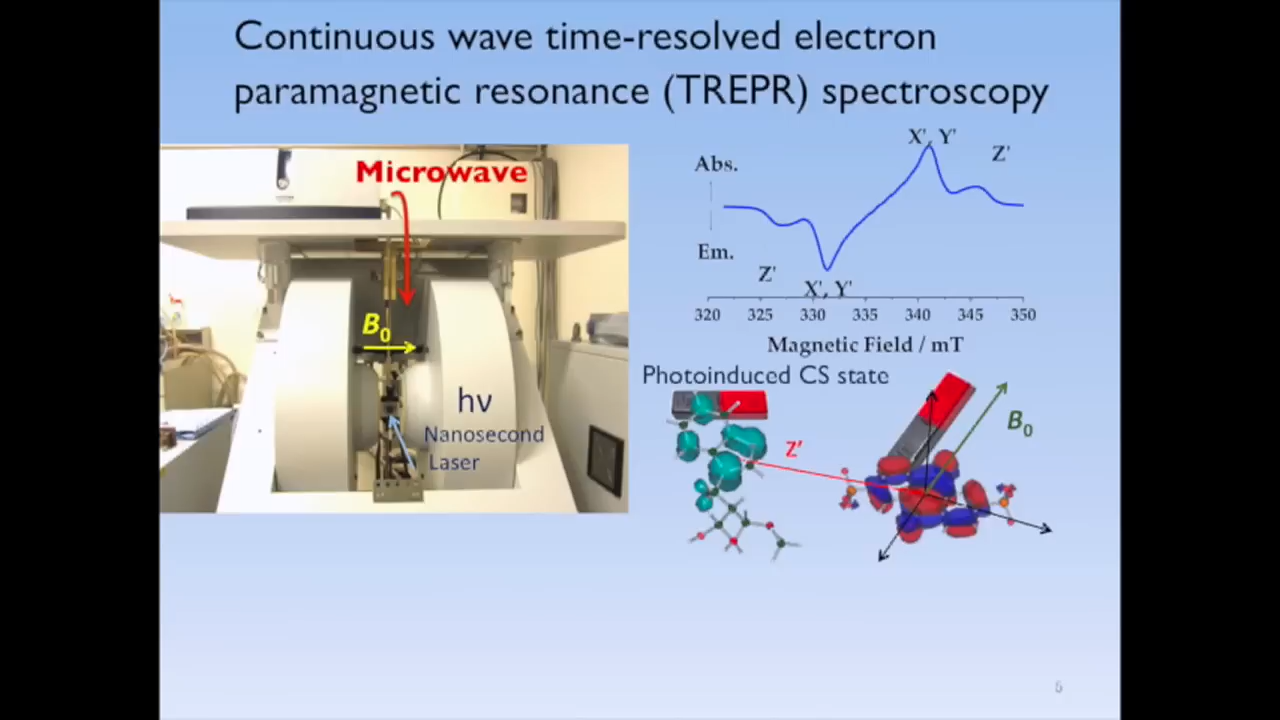 Continuous wave time-resolved electron
paramagnetic resonance (TREPR) spectroscopy
Microwave
B0
hν
Nanosecond
Laser
X', Y'
Z'
Abs.
Em.
Z'
X', Y'
320 325 330 335 340 345 350
Magnetic Field / mT
Photoinduced CS state
Z'
B0
6